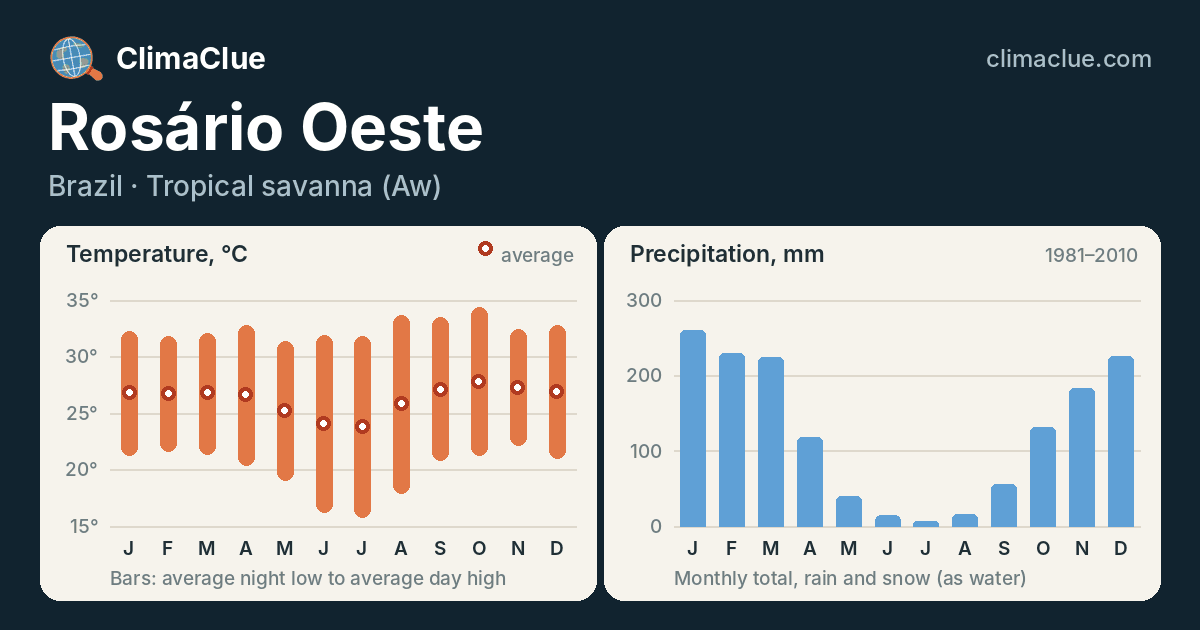 ClimaClue
climaclue.com
Rosário Oeste
Brazil · Tropical savanna (Aw)
Temperature, °C
average
35°
30°
25°
20°
15°
J F M A M J J A S O N D
Bars: average night low to average day high
Precipitation, mm
1981–2010
300
200
100
0
J F M A M J J A S O N D
Monthly total, rain and snow (as water)